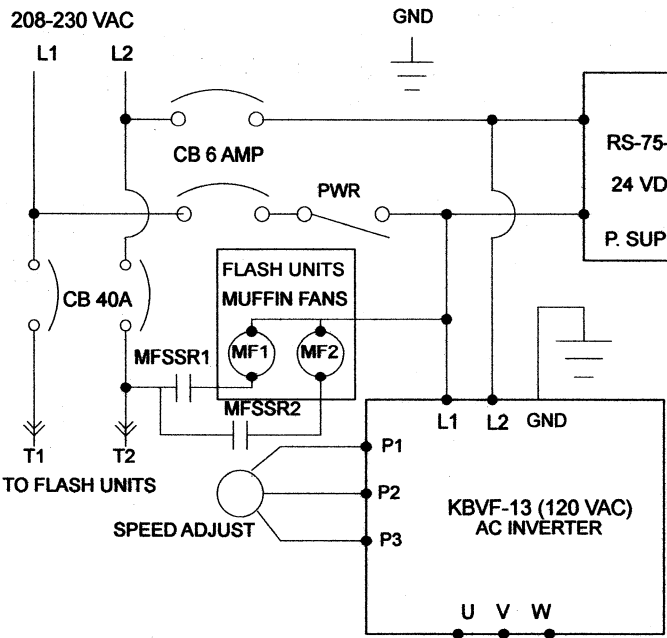 208-230 VAC
L1
L2
GND
CB 6 AMP
RS-75-
24 VD
P. SUP
PWR
CB 40A
FLASH UNITS
MUFFIN FANS
MF1
MF2
MFSSR1
MFSSR2
L1
L2
GND
T1
T2
TO FLASH UNITS
P1
P2
P3
SPEED ADJUST
KBVF-13 (120 VAC)
AC INVERTER
U
V
W